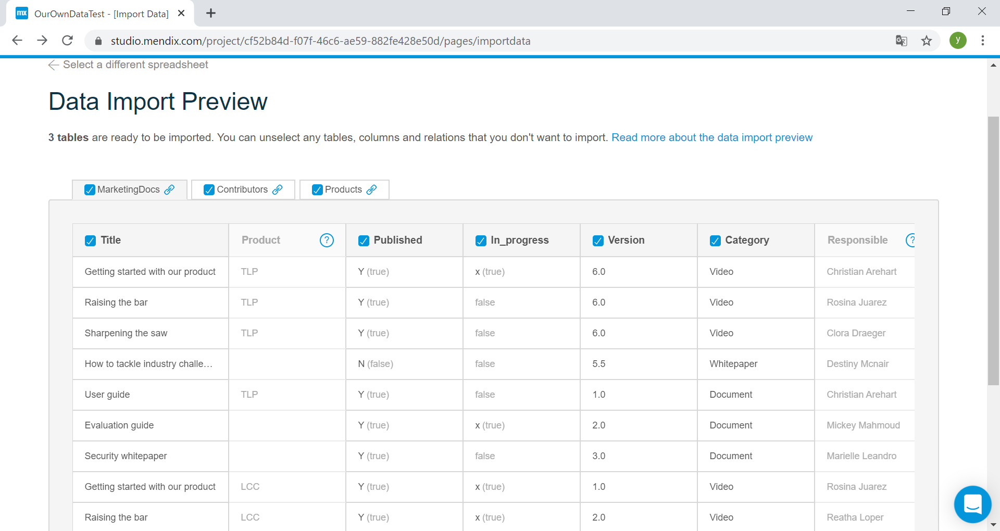 mx OurOwnDataTest - [Import Data]
studio.mendix.com/project/cf52b84d-f07f-46c6-ae59-882fe428e50d/pages/importdata
y
Select a different spreadsheet
Data Import Preview
3 tables are ready to be imported. You can unselect any tables, columns and relations that you don't want to import. Read more about the data import preview
MarketingDocs Contributors Products
Title Product ? Published In_progress Version Category Responsible ?
Getting started with our product TLP Y (true) x (true) 6.0 Video Christian Arehart
Raising the bar TLP Y (true) false 6.0 Video Rosina Juarez
Sharpening the saw TLP Y (true) false 6.0 Video Clora Draeger
How to tackle industry challe… N (false) false 5.5 Whitepaper Destiny Mcnair
User guide TLP Y (true) false 1.0 Document Christian Arehart
Evaluation guide Y (true) x (true) 2.0 Document Mickey Mahmoud
Security whitepaper Y (true) false 3.0 Document Marielle Leandro
Getting started with our product LCC Y (true) x (true) 1.0 Video Rosina Juarez
Raising the bar LCC Y (true) x (true) 2.0 Video Reatha Loper